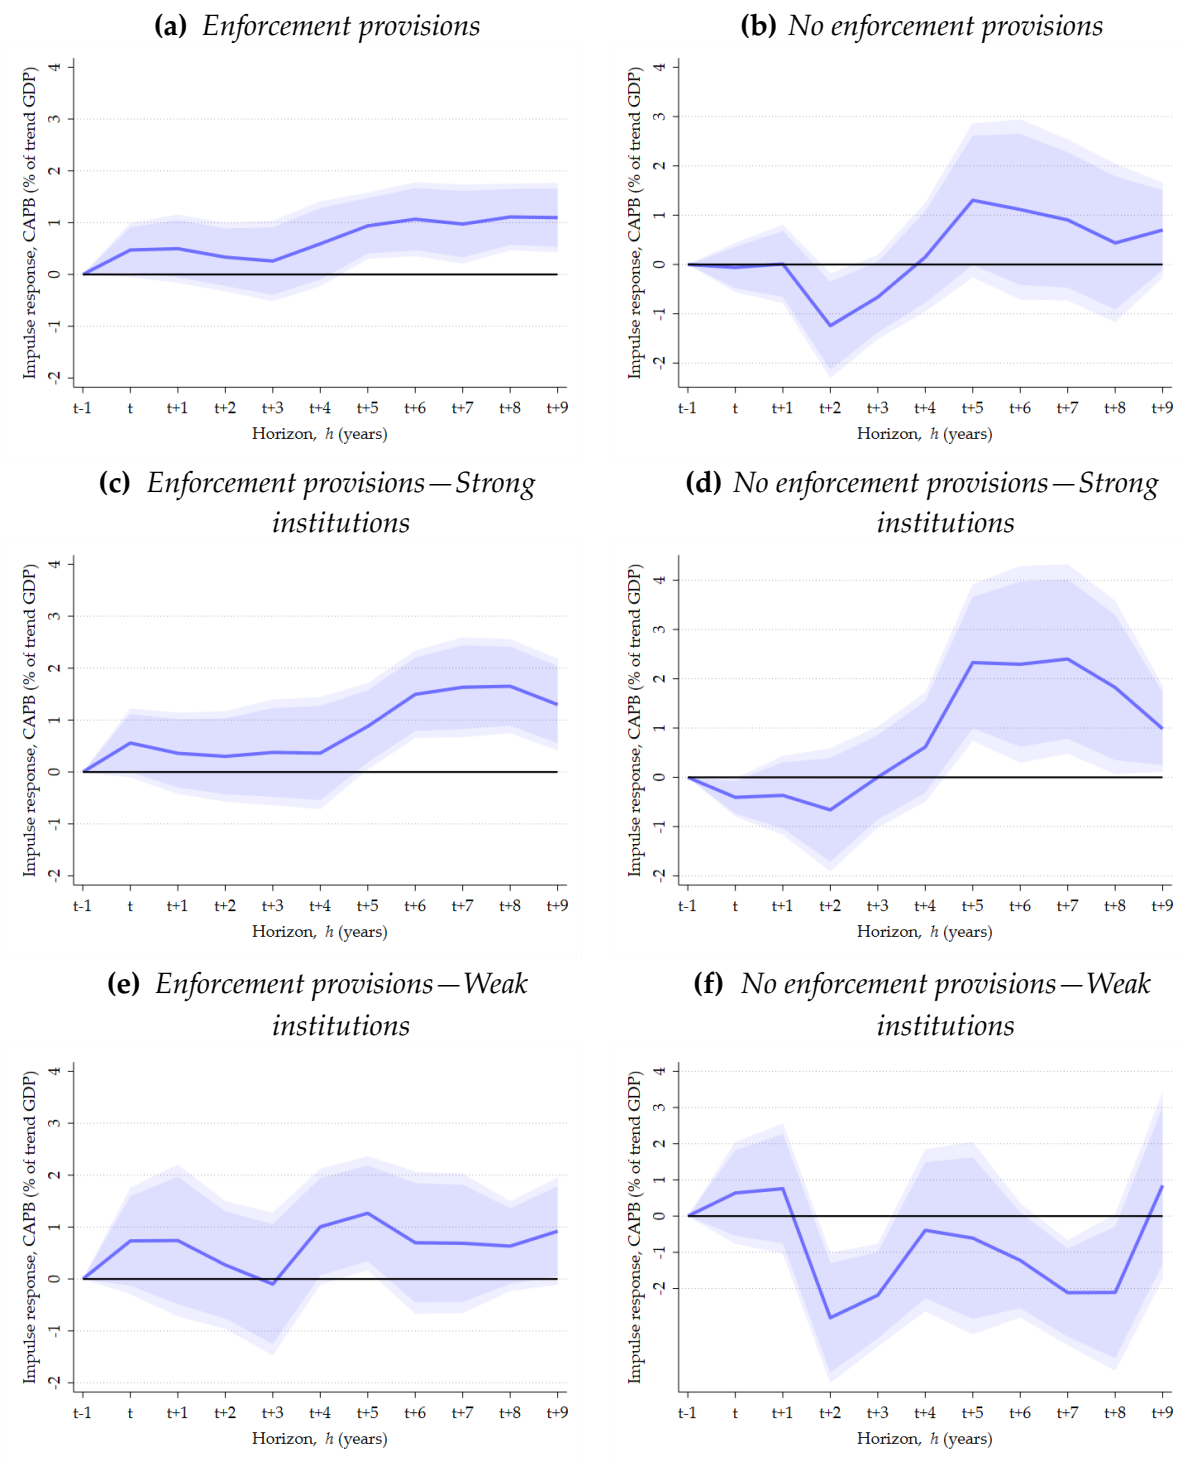 (a) Enforcement provisions
Impulse response, CAPB (% of trend GDP)
4
3
2
1
0
-1
-2
t-1 t t+1 t+2 t+3 t+4 t+5 t+6 t+7 t+8 t+9
Horizon, h (years)
(b) No enforcement provisions
Impulse response, CAPB (% of trend GDP)
4
3
2
1
0
-1
-2
t-1 t t+1 t+2 t+3 t+4 t+5 t+6 t+7 t+8 t+9
Horizon, h (years)
(c) Enforcement provisions—Strong
institutions
Impulse response, CAPB (% of trend GDP)
4
3
2
1
0
-1
-2
t-1 t t+1 t+2 t+3 t+4 t+5 t+6 t+7 t+8 t+9
Horizon, h (years)
(d) No enforcement provisions—Strong
institutions
Impulse response, CAPB (% of trend GDP)
4
3
2
1
0
-1
-2
t-1 t t+1 t+2 t+3 t+4 t+5 t+6 t+7 t+8 t+9
Horizon, h (years)
(e) Enforcement provisions—Weak
institutions
Impulse response, CAPB (% of trend GDP)
4
3
2
1
0
-1
-2
t-1 t t+1 t+2 t+3 t+4 t+5 t+6 t+7 t+8 t+9
Horizon, h (years)
(f) No enforcement provisions—Weak
institutions
Impulse response, CAPB (% of trend GDP)
4
3
2
1
0
-1
-2
t-1 t t+1 t+2 t+3 t+4 t+5 t+6 t+7 t+8 t+9
Horizon, h (years)